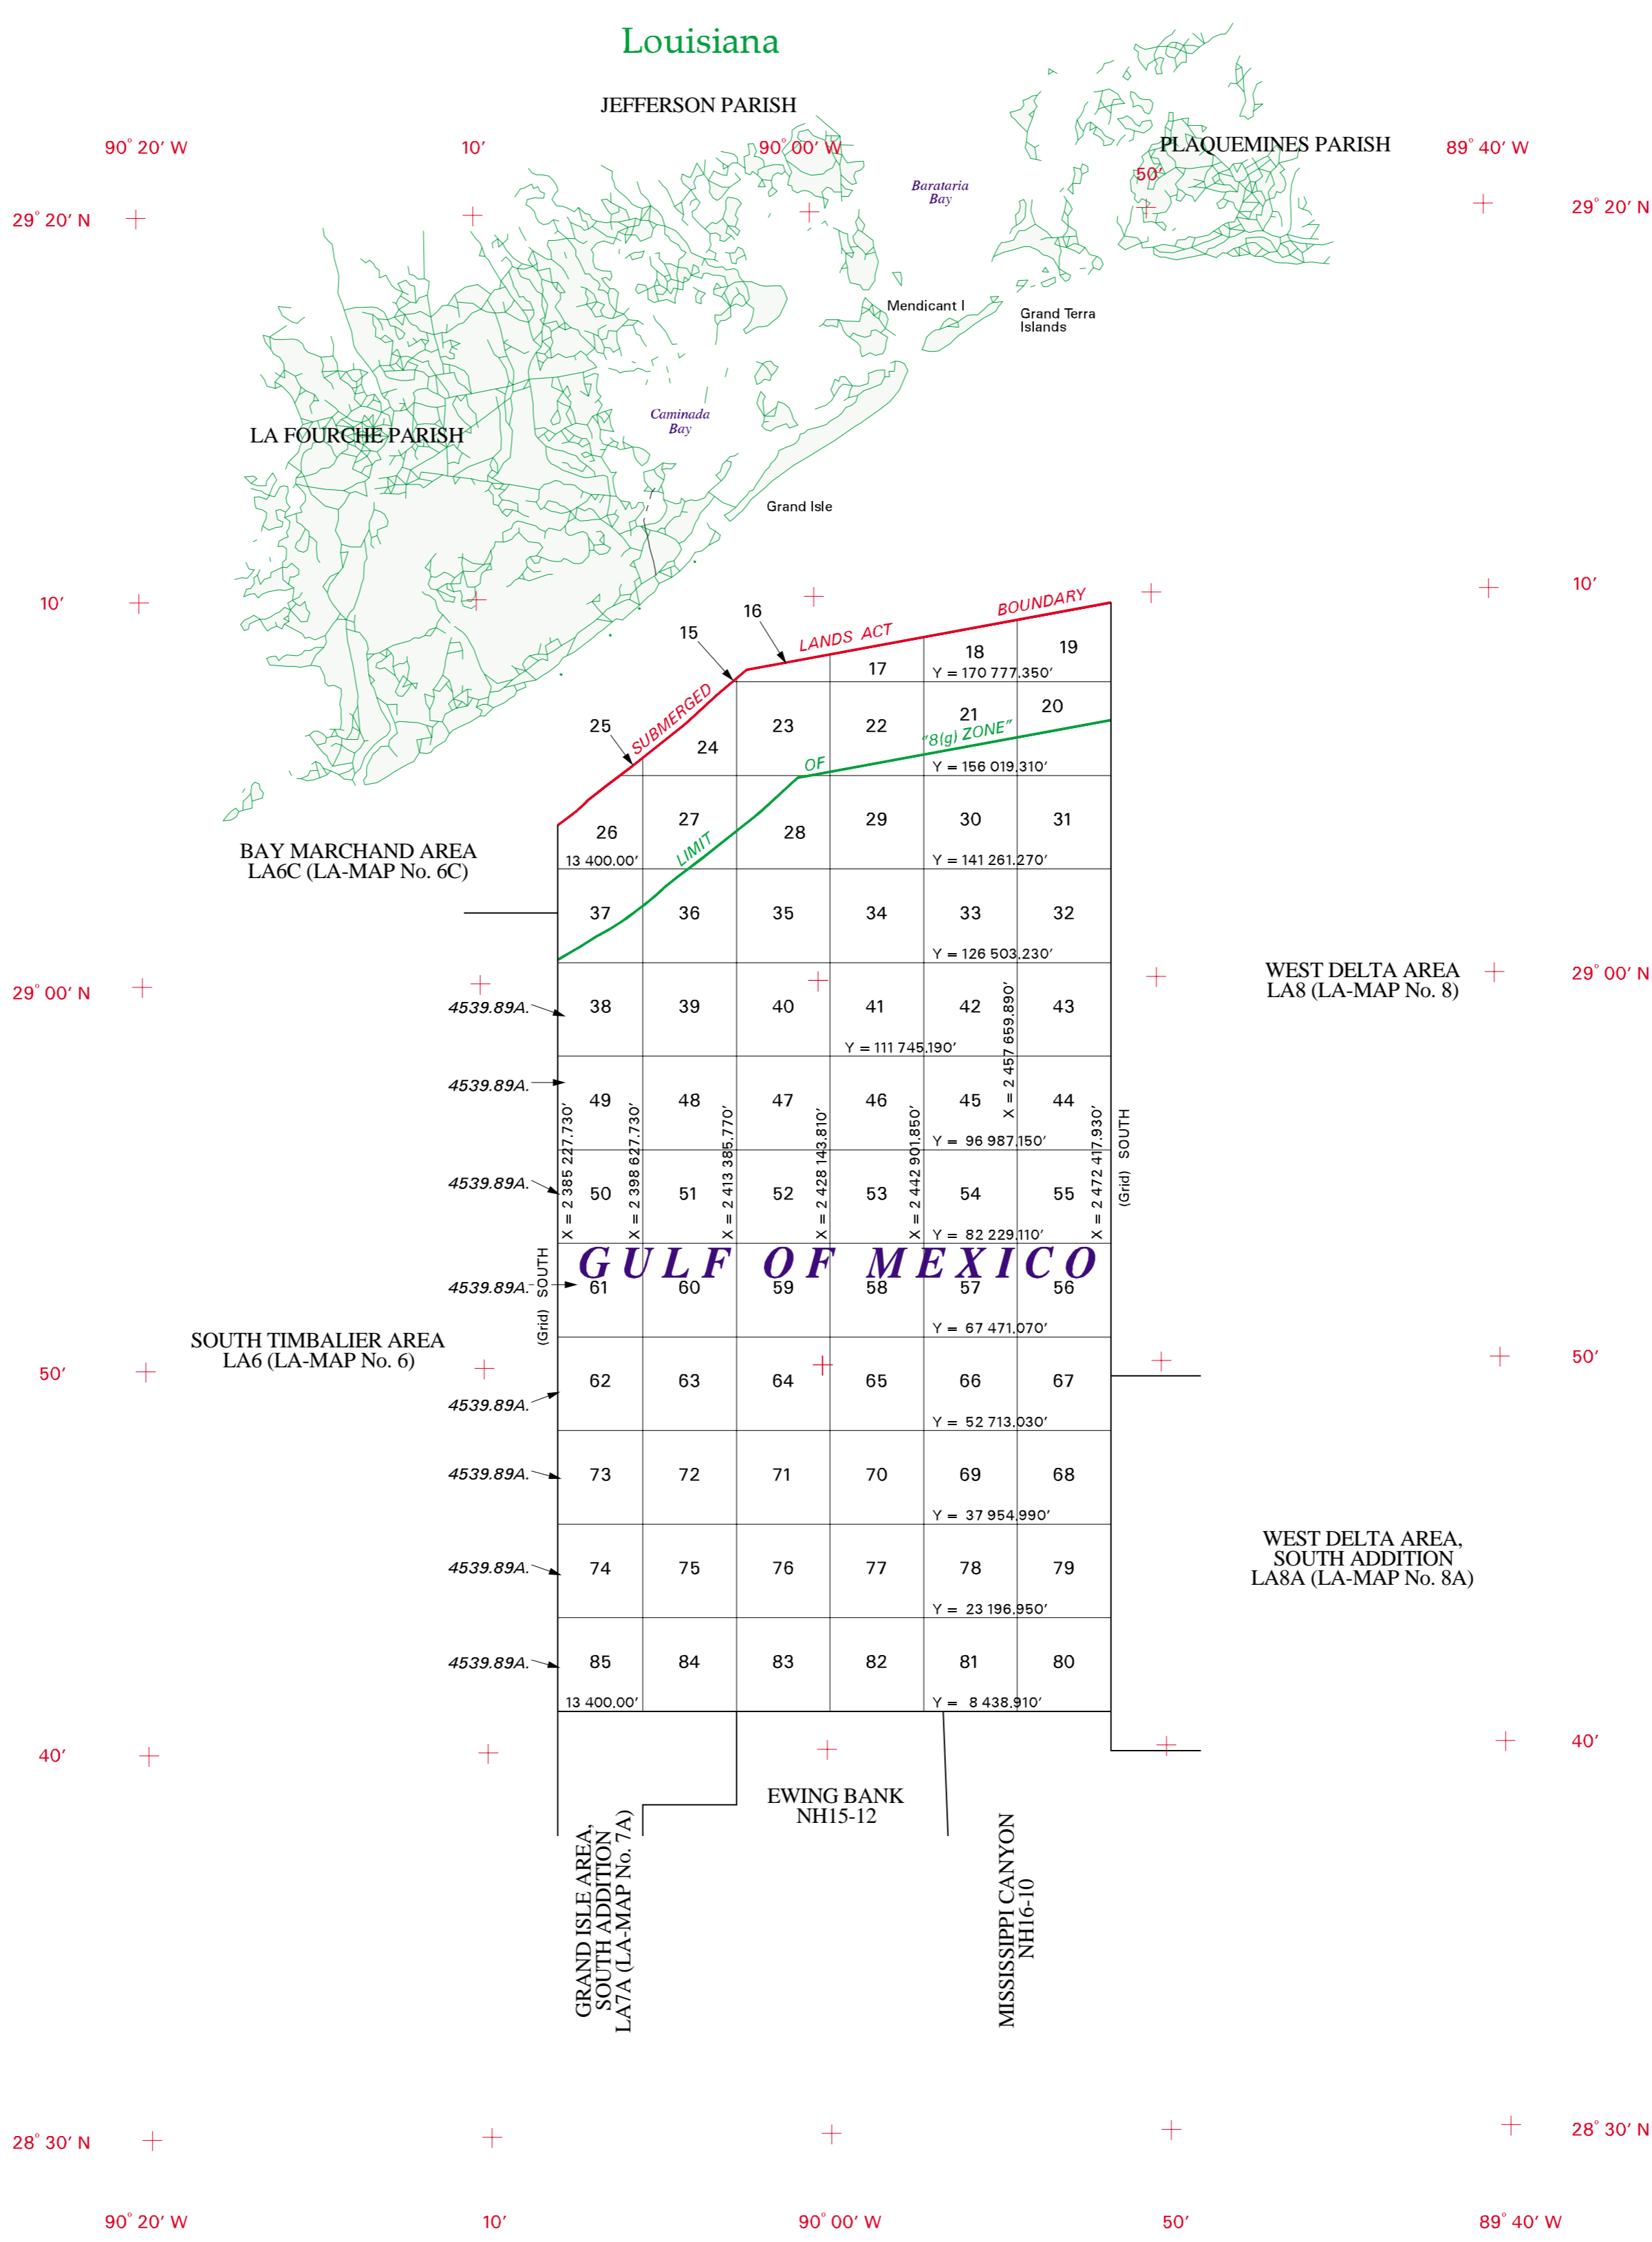 Louisiana
JEFFERSON PARISH
PLAQUEMINES PARISH
90° 20′ W
10′
90° 00′ W
50′
89° 40′ W
29° 20′ N
29° 20′ N
Barataria
Bay
Mendicant I
Grand Terra
Islands
Caminada
Bay
LA FOURCHE PARISH
Grand Isle
10′
10′
SUBMERGED LANDS ACT BOUNDARY
15
16
17
18
19
Y = 170 777.350′
25
24
23
22
21
20
LIMIT OF "8(g) ZONE"
Y = 156 019.310′
26
27
28
29
30
31
13 400.00′
Y = 141 261.270′
BAY MARCHAND AREA
LA6C (LA-MAP No. 6C)
37
36
35
34
33
32
Y = 126 503.230′
29° 00′ N
29° 00′ N
WEST DELTA AREA
LA8 (LA-MAP No. 8)
4539.89A.
38
39
40
41
42
43
Y = 111 745.190′
X = 2 457 659.890′
4539.89A.
49
48
47
46
45
44
Y = 96 987.150′
X = 2 385 227.730′
X = 2 398 627.730′
X = 2 413 385.770′
X = 2 428 143.810′
X = 2 442 901.850′
X = 2 472 417.930′
(Grid) SOUTH
4539.89A.
50
51
52
53
54
55
Y = 82 229.110′
GULF OF MEXICO
4539.89A.
(Grid) SOUTH
61
60
59
58
57
56
Y = 67 471.070′
SOUTH TIMBALIER AREA
LA6 (LA-MAP No. 6)
50′
50′
4539.89A.
62
63
64
65
66
67
Y = 52 713.030′
4539.89A.
73
72
71
70
69
68
Y = 37 954.990′
WEST DELTA AREA,
SOUTH ADDITION
LA8A (LA-MAP No. 8A)
4539.89A.
74
75
76
77
78
79
Y = 23 196.950′
4539.89A.
85
84
83
82
81
80
13 400.00′
Y = 8 438.910′
40′
40′
EWING BANK
NH15-12
GRAND ISLE AREA,
SOUTH ADDITION
LA7A (LA-MAP No. 7A)
MISSISSIPPI CANYON
NH16-10
28° 30′ N
28° 30′ N
90° 20′ W
10′
90° 00′ W
50′
89° 40′ W